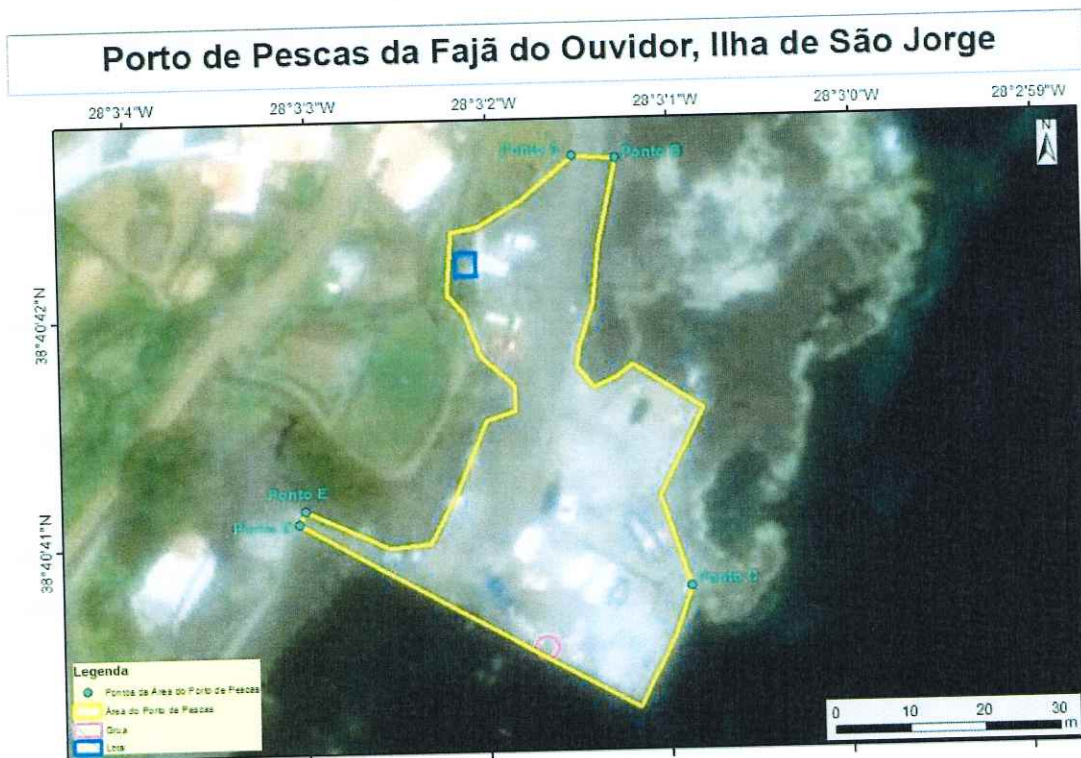 Porto de Pescas da Fajã do Ouvidor, Ilha de São Jorge
28°3'4"W 28°3'3"W 28°3'2"W 28°3'1"W 28°3'0"W 28°2'59"W
N
Ponto Ponto B
38°40'42"N
Ponto E
Ponto
38°40'41"N
Ponto
Legenda
Pontos da Área do Porto de Pescas
Área do Porto de Pescas
Grua
Lota
0 10 20 30
m